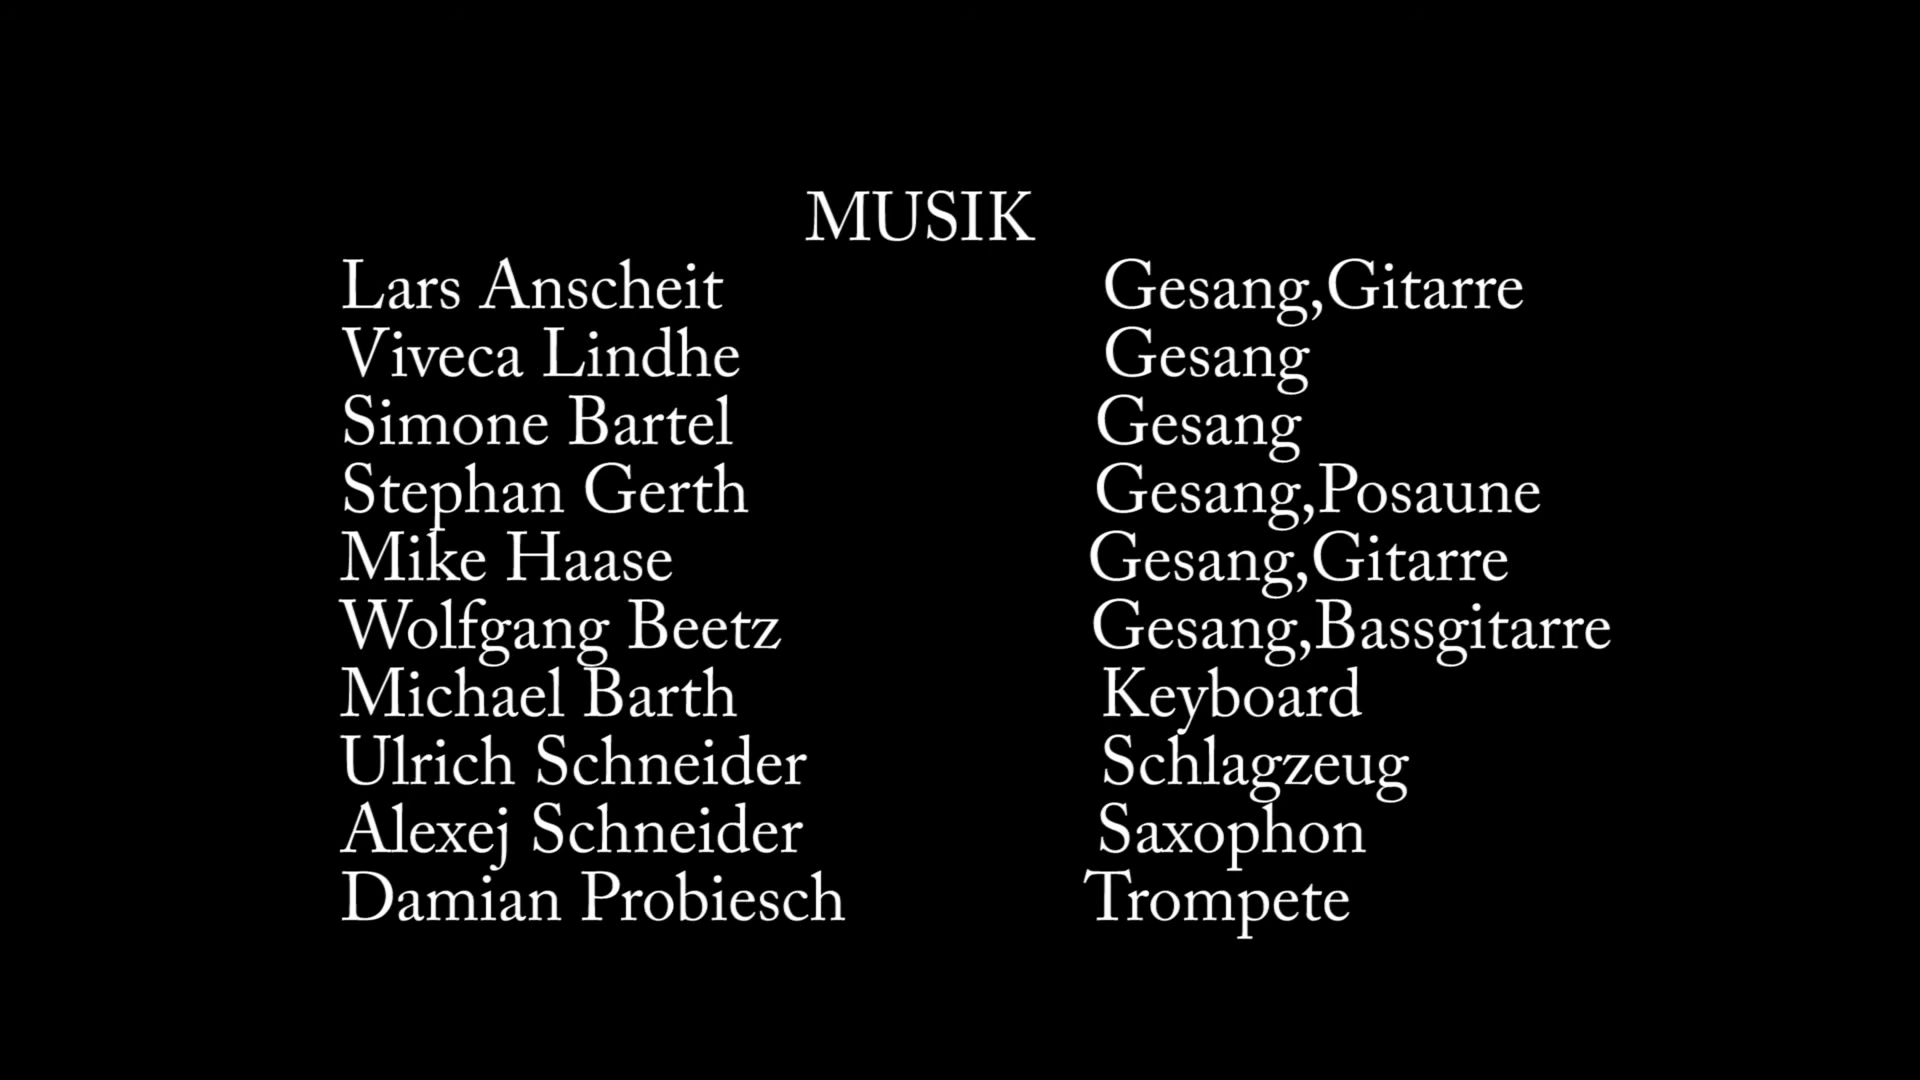 MUSIK
Lars Anscheit Gesang,Gitarre
Viveca Lindhe Gesang
Simone Bartel Gesang
Stephan Gerth Gesang,Posaune
Mike Haase Gesang,Gitarre
Wolfgang Beetz Gesang,Bassgitarre
Michael Barth Keyboard
Ulrich Schneider Schlagzeug
Alexej Schneider Saxophon
Damian Probiesch Trompete